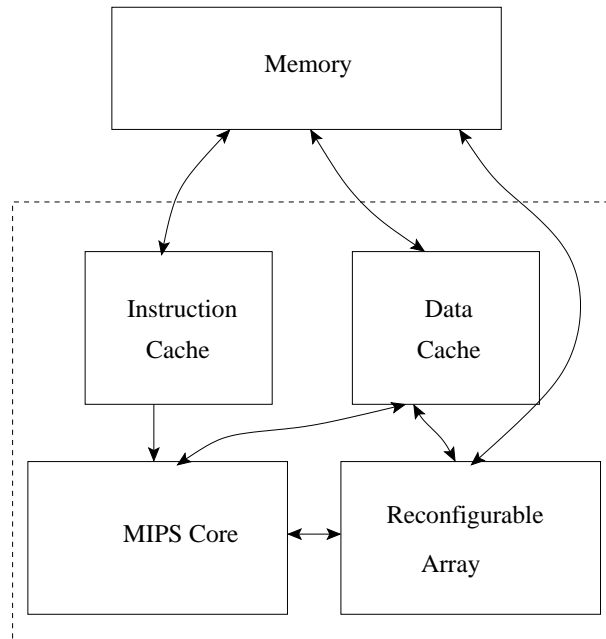 Memory
Instruction
Cache
Data
Cache
MIPS Core
Reconfigurable
Array